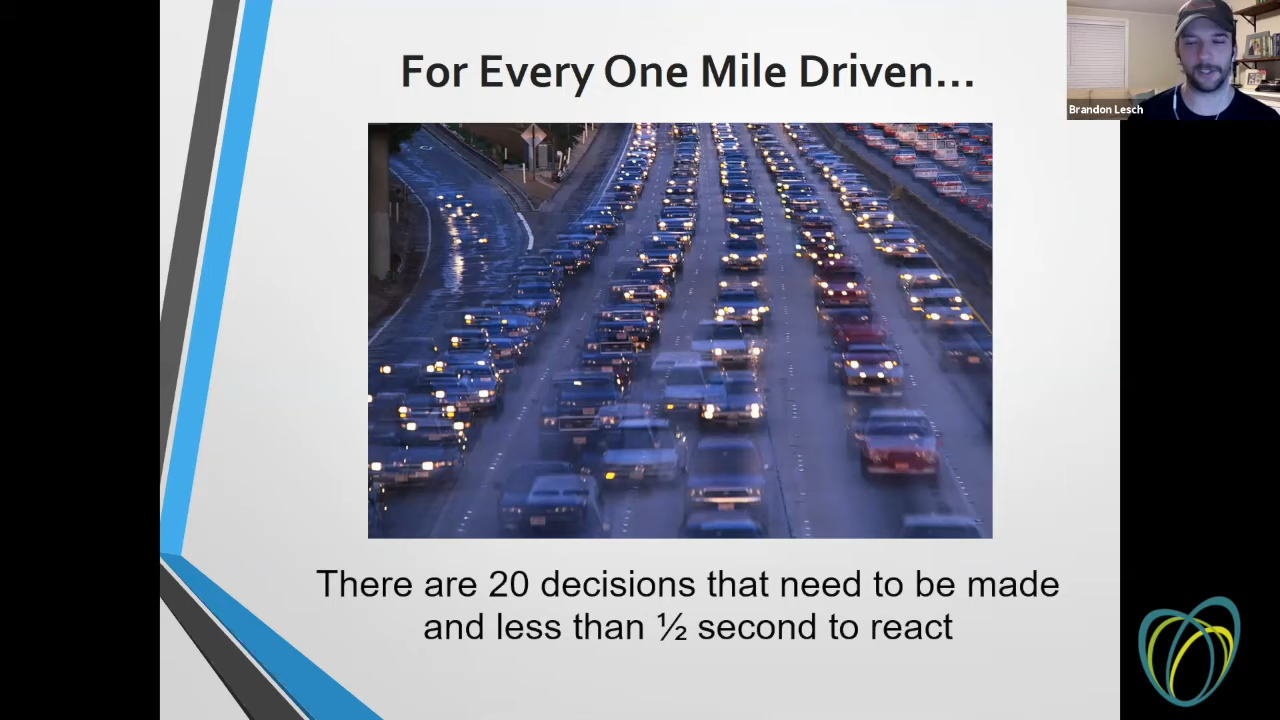 For Every One Mile Driven...
Brandon Lesch
There are 20 decisions that need to be made
and less than ½ second to react